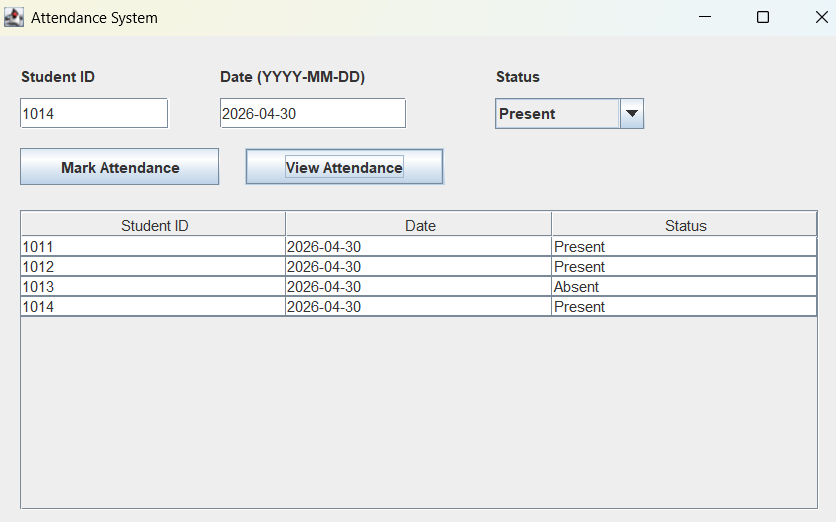 Attendance System
Student ID Date (YYYY-MM-DD) Status
1014 2026-04-30 Present
Mark Attendance View Attendance
Student ID Date Status
1011 2026-04-30 Present
1012 2026-04-30 Present
1013 2026-04-30 Absent
1014 2026-04-30 Present